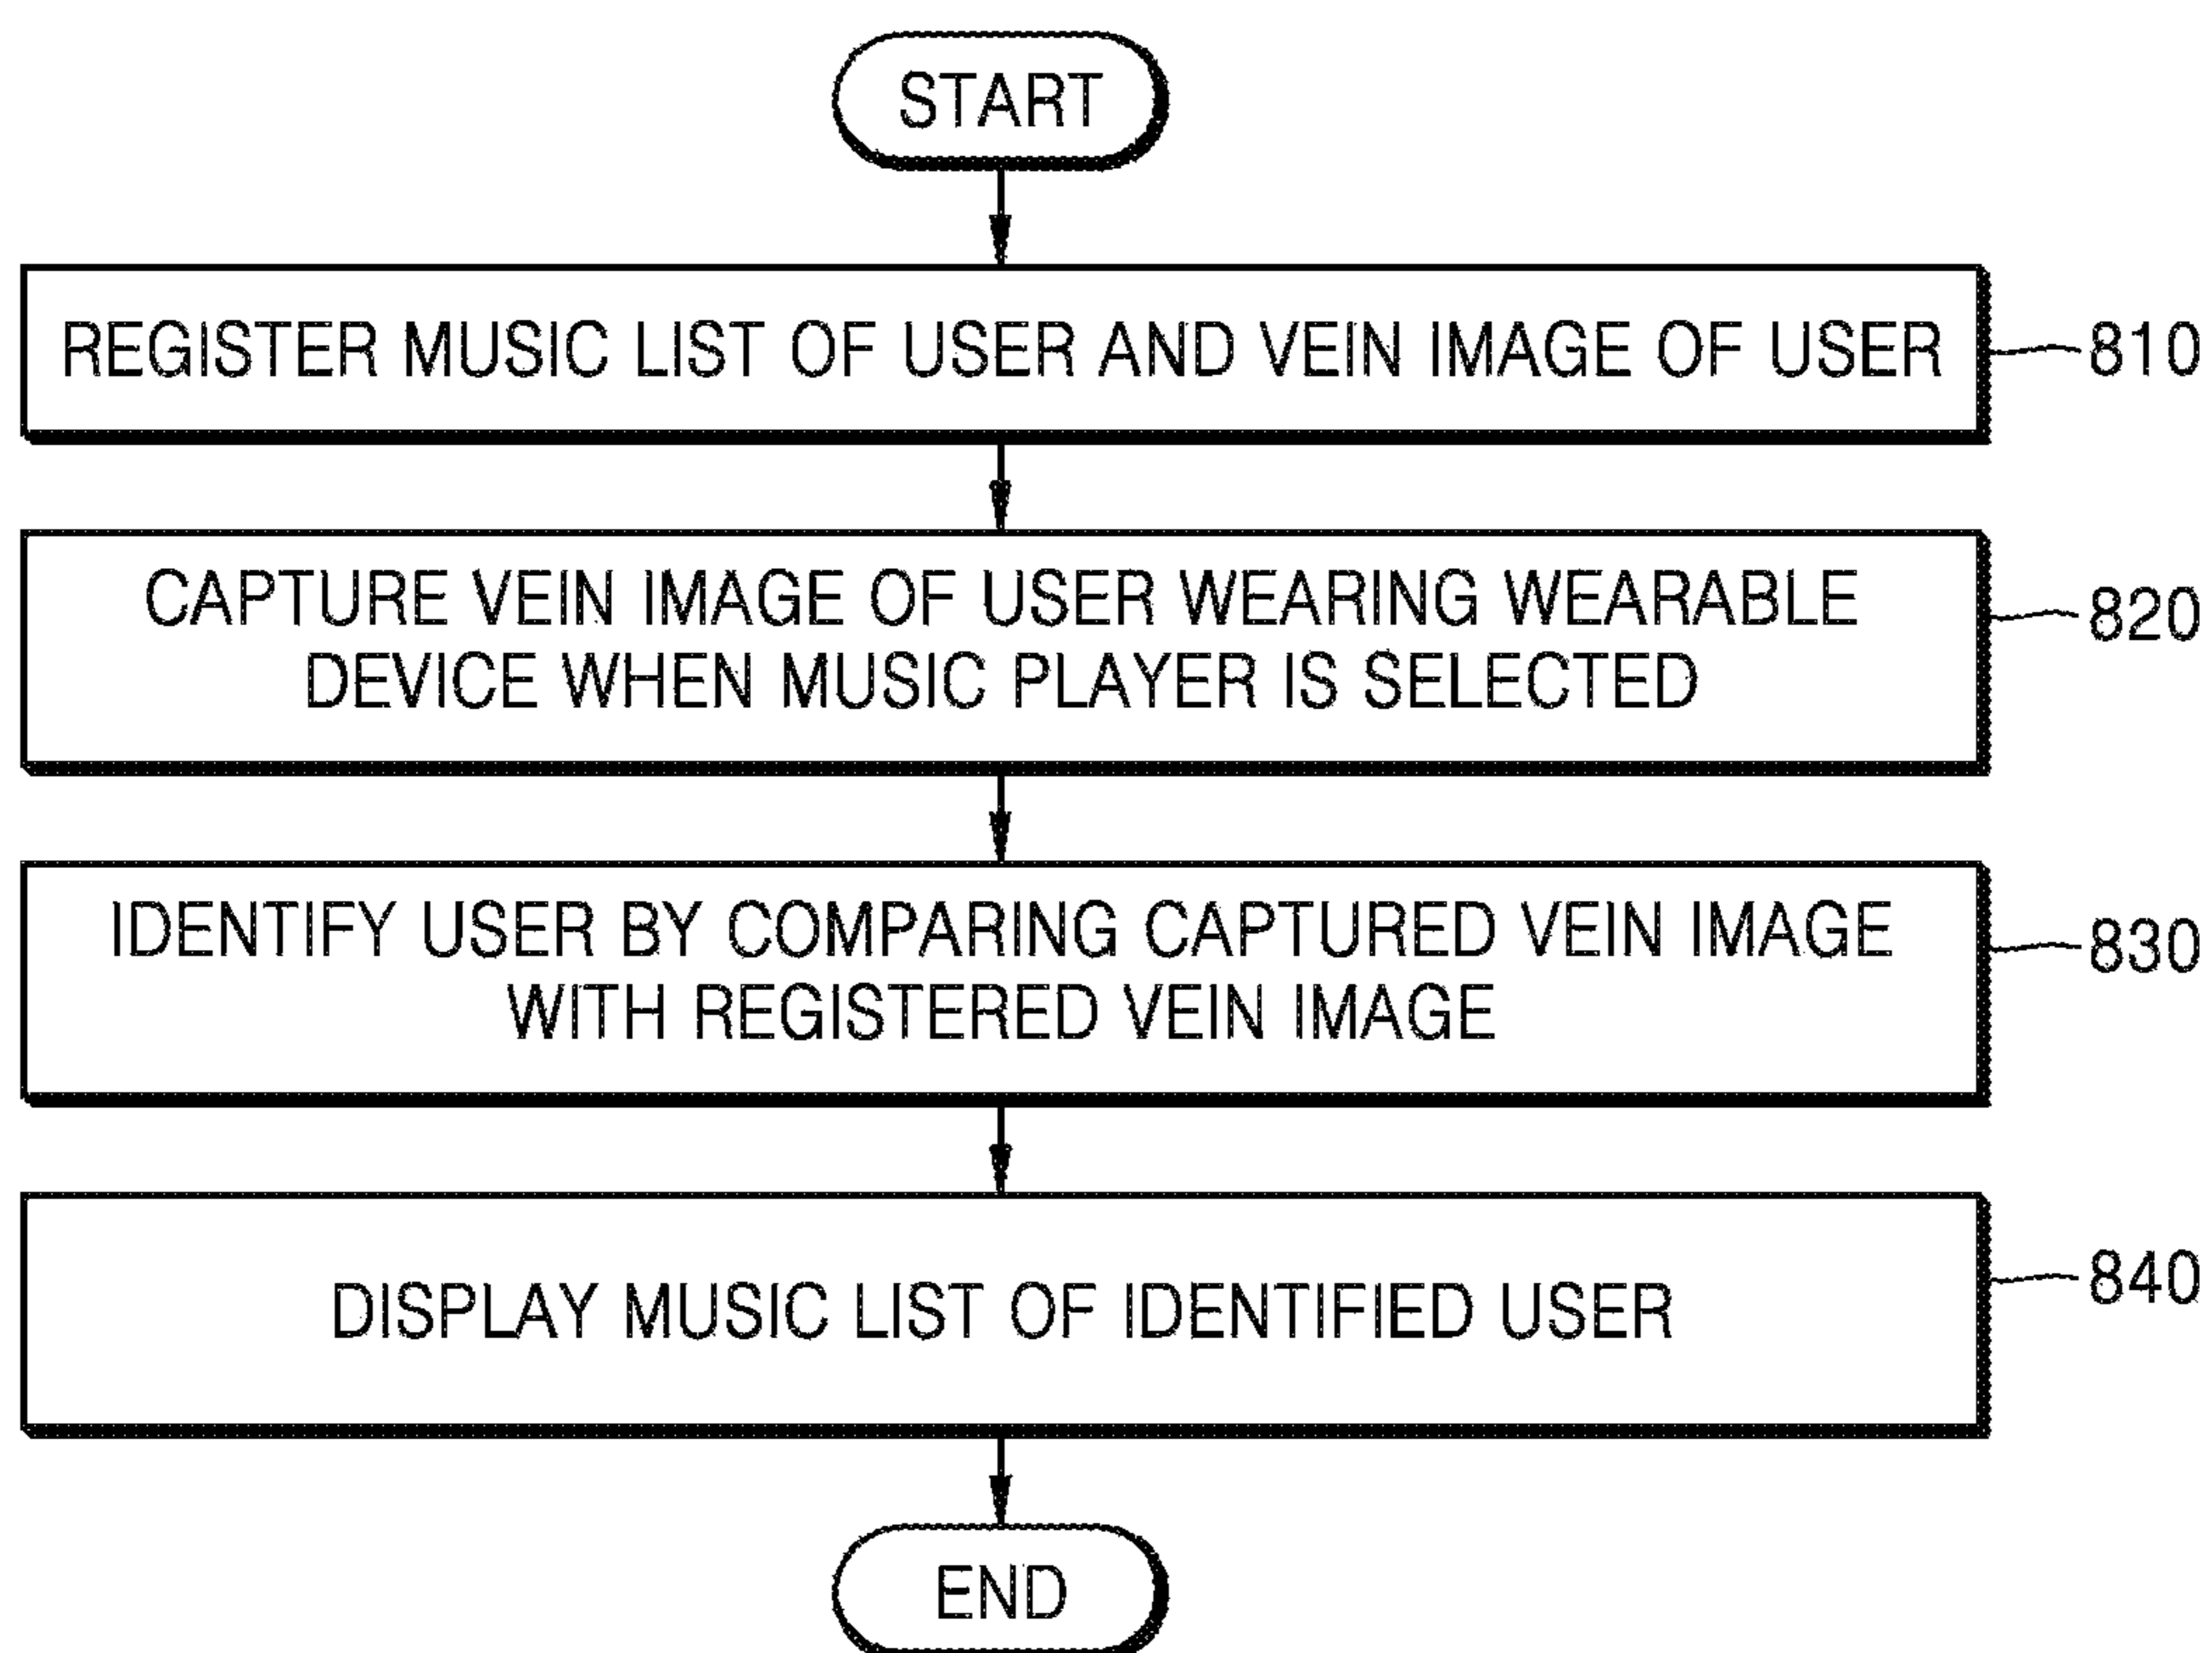 START
REGISTER MUSIC LIST OF USER AND VEIN IMAGE OF USER
810
CAPTURE VEIN IMAGE OF USER WEARING WEARABLE
DEVICE WHEN MUSIC PLAYER IS SELECTED
820
IDENTIFY USER BY COMPARING CAPTURED VEIN IMAGE
WITH REGISTERED VEIN IMAGE
830
DISPLAY MUSIC LIST OF IDENTIFIED USER
840
END